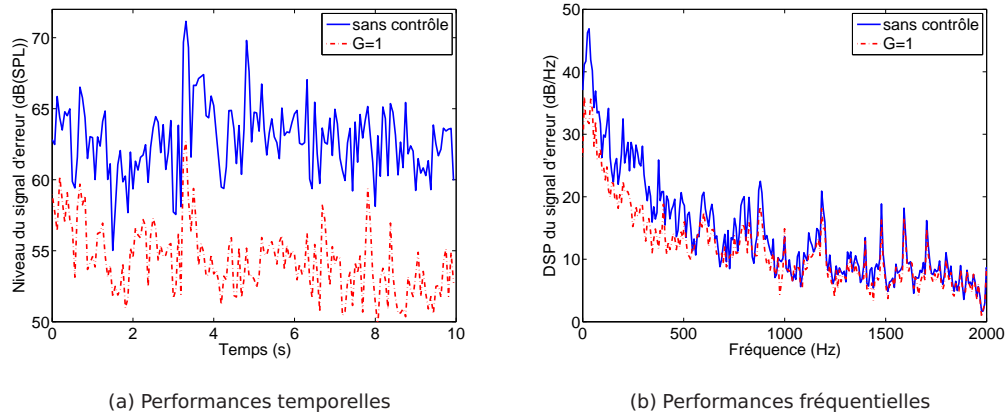 sans contrôle
G=1
70
65
60
55
50
0
2
4
6
8
10
Niveau du signal d'erreur (dB(SPL))
Temps (s)
(a) Performances temporelles
sans contrôle
G=1
50
40
30
20
10
0
0
500
1000
1500
2000
DSP du signal d'erreur (dB/Hz)
Fréquence (Hz)
(b) Performances fréquentielles